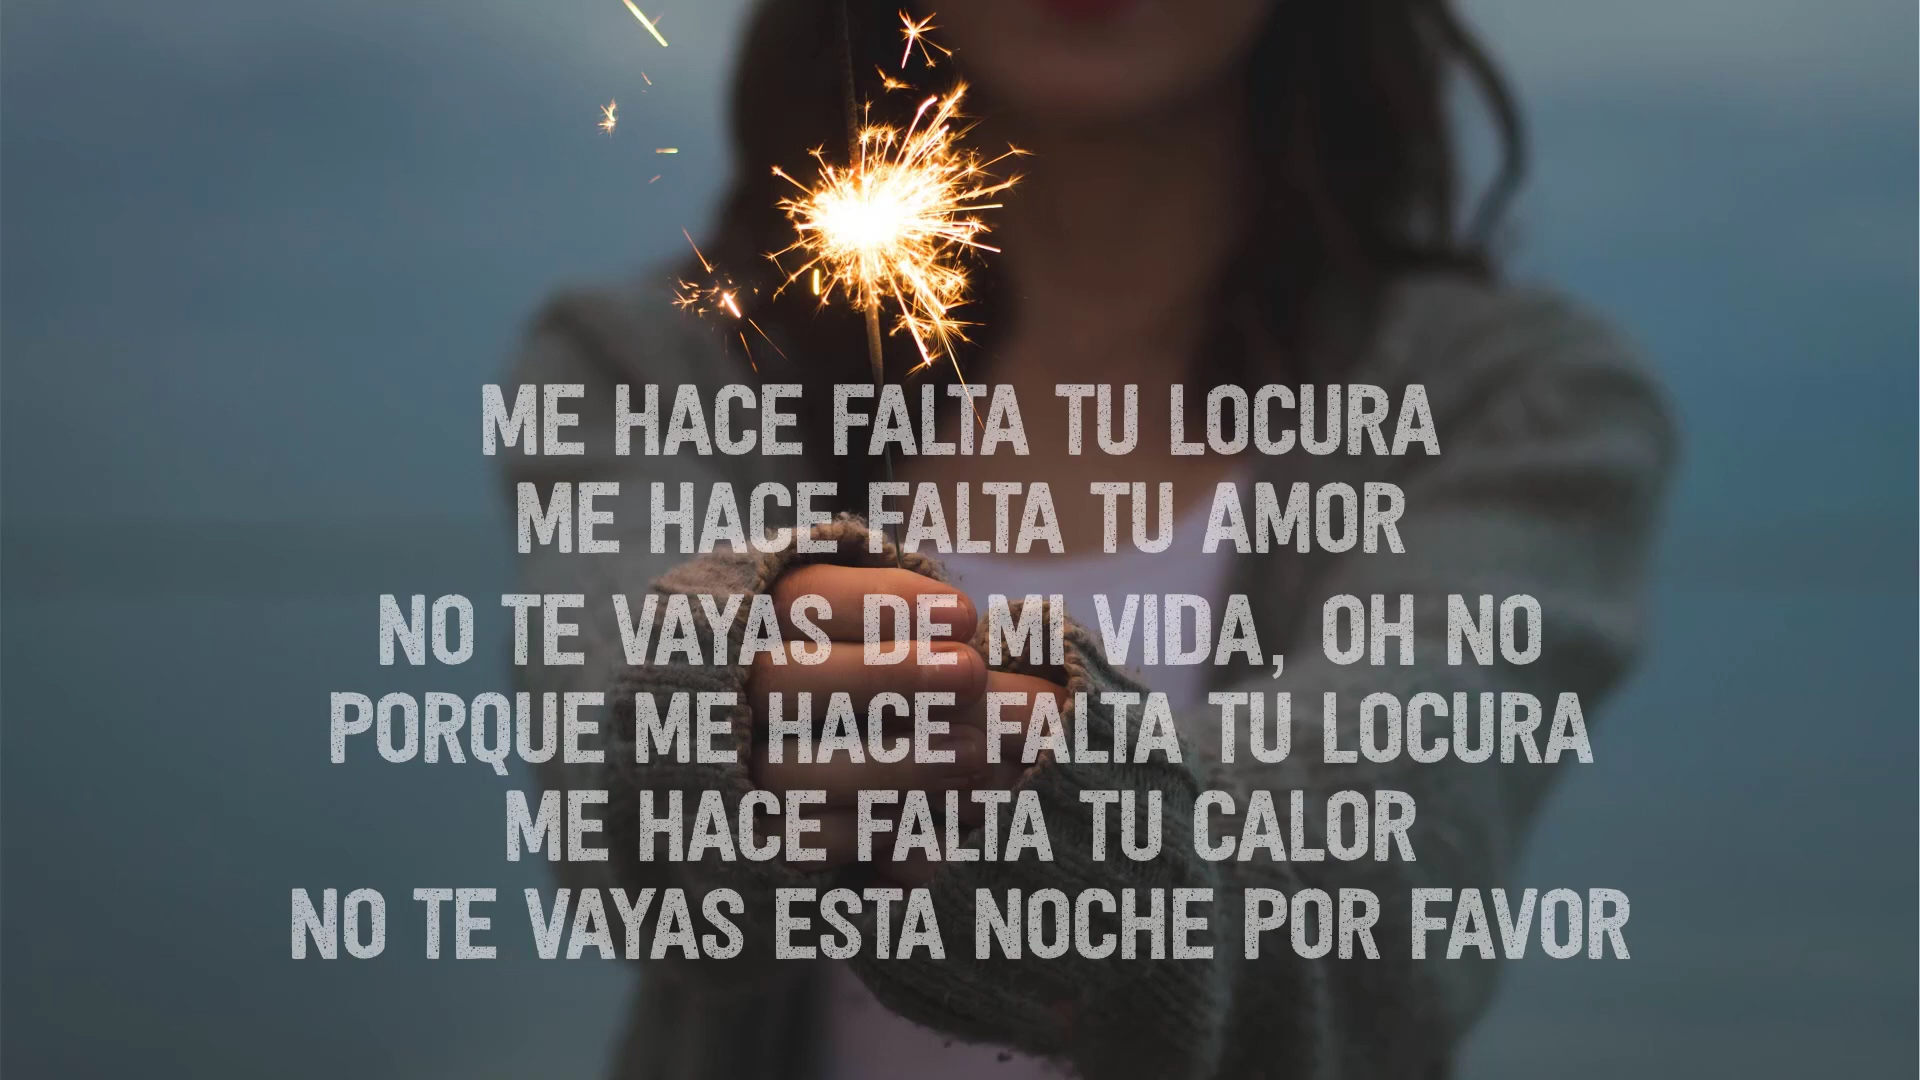 ME HACE FALTA TU LOCURA
ME HACE FALTA TU AMOR
NO TE VAYAS DE MI VIDA, OH NO
PORQUE ME HACE FALTA TU LOCURA
ME HACE FALTA TU CALOR
NO TE VAYAS ESTA NOCHE POR FAVOR